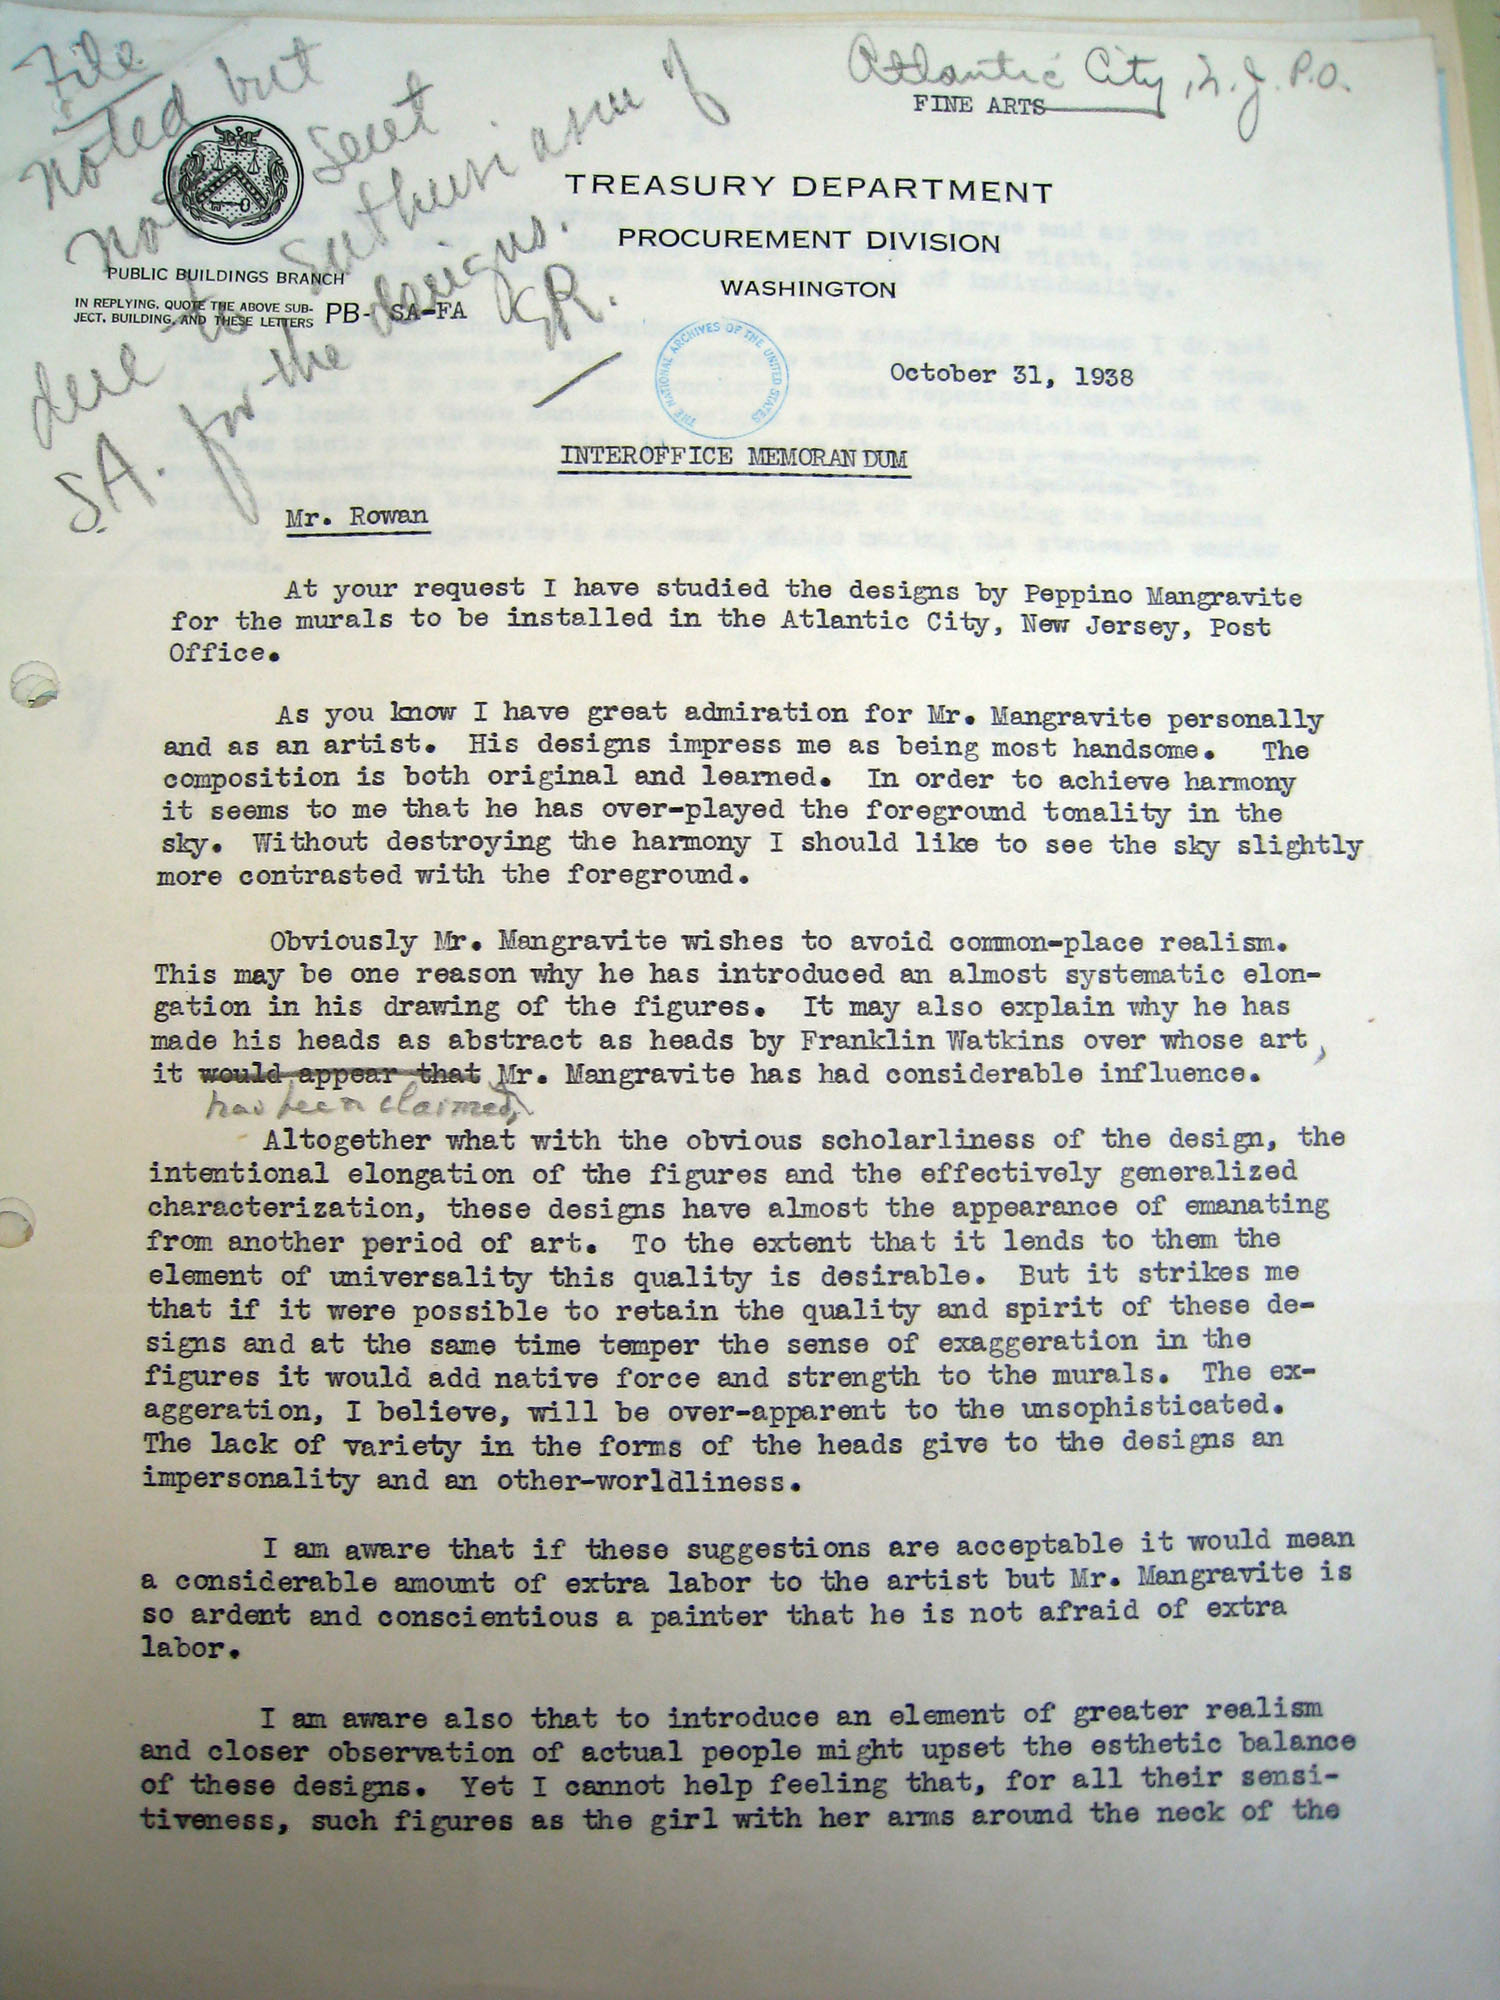 File
Noted but
not sent
due to enthusiasm of
S.A. for the designs.
ER.
Atlantic City, N.J. P.O.
FINE ARTS
TREASURY DEPARTMENT
PROCUREMENT DIVISION
WASHINGTON
PUBLIC BUILDINGS BRANCH
IN REPLYING, QUOTE THE ABOVE SUB-
JECT, BUILDING, AND THESE LETTERS PB- SA-FA
THE NATIONAL ARCHIVES OF THE UNITED STATES
October 31, 1938
INTEROFFICE MEMORANDUM
Mr. Rowan
At your request I have studied the designs by Peppino Mangravite
for the murals to be installed in the Atlantic City, New Jersey, Post
Office.
As you know I have great admiration for Mr. Mangravite personally
and as an artist. His designs impress me as being most handsome. The
composition is both original and learned. In order to achieve harmony
it seems to me that he has over-played the foreground tonality in the
sky. Without destroying the harmony I should like to see the sky slightly
more contrasted with the foreground.
Obviously Mr. Mangravite wishes to avoid common-place realism.
This may be one reason why he has introduced an almost systematic elon-
gation in his drawing of the figures. It may also explain why he has
made his heads as abstract as heads by Franklin Watkins over whose art,
it would appear that Mr. Mangravite has had considerable influence.
has been claimed,
Altogether what with the obvious scholarliness of the design, the
intentional elongation of the figures and the effectively generalized
characterization, these designs have almost the appearance of emanating
from another period of art. To the extent that it lends to them the
element of universality this quality is desirable. But it strikes me
that if it were possible to retain the quality and spirit of these de-
signs and at the same time temper the sense of exaggeration in the
figures it would add native force and strength to the murals. The ex-
aggeration, I believe, will be over-apparent to the unsophisticated.
The lack of variety in the forms of the heads give to the designs an
impersonality and an other-worldliness.
I am aware that if these suggestions are acceptable it would mean
a considerable amount of extra labor to the artist but Mr. Mangravite is
so ardent and conscientious a painter that he is not afraid of extra
labor.
I am aware also that to introduce an element of greater realism
and closer observation of actual people might upset the esthetic balance
of these designs. Yet I cannot help feeling that, for all their sensi-
tiveness, such figures as the girl with her arms around the neck of the